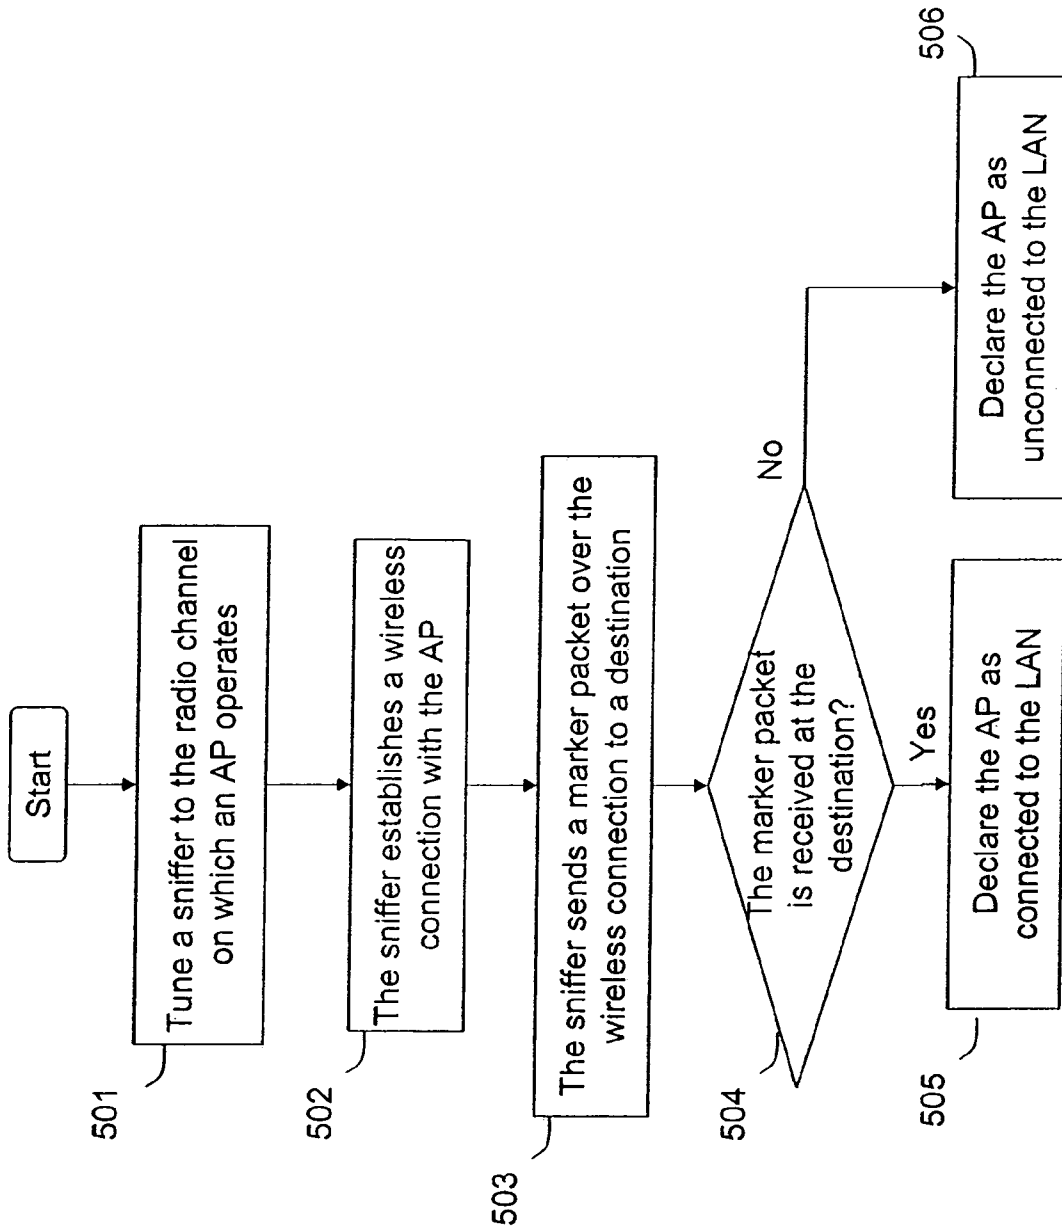 Start
501
Tune a sniffer to the radio channel
on which an AP operates
502
The sniffer establishes a wireless
connection with the AP
503
The sniffer sends a marker packet over the
wireless connection to a destination
504
The marker packet
is received at the
destination?
Yes
No
505
Declare the AP as
connected to the LAN
506
Declare the AP as
unconnected to the LAN